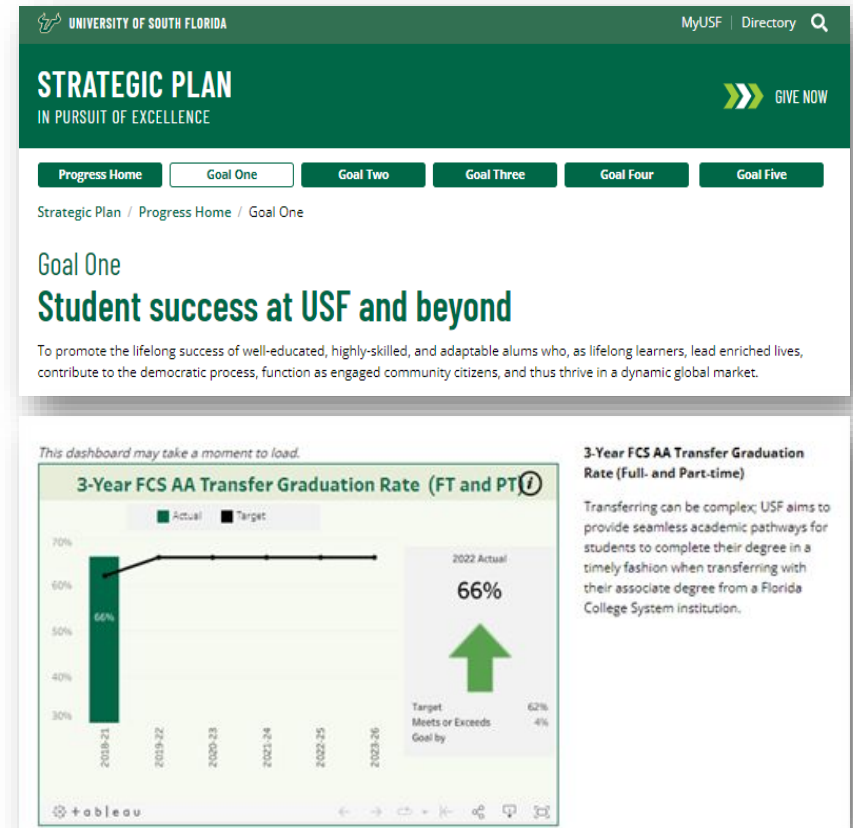 UNIVERSITY OF SOUTH FLORIDA
MyUSF | Directory
STRATEGIC PLAN
IN PURSUIT OF EXCELLENCE
GIVE NOW
Progress Home Goal One Goal Two Goal Three Goal Four Goal Five
Strategic Plan / Progress Home / Goal One
Goal One
Student success at USF and beyond
To promote the lifelong success of well-educated, highly-skilled, and adaptable alums who, as lifelong learners, lead enriched lives,
contribute to the democratic process, function as engaged community citizens, and thus thrive in a dynamic global market.
This dashboard may take a moment to load.
3-Year FCS AA Transfer Graduation Rate (FT and PT)
i
Actual Target
70%
60%
50%
40%
30%
66%
2018-21
2019-22
2020-23
2021-24
2022-25
2023-26
2022 Actual
66%
Target 62%
Meets or Exceeds 4%
Goal by
+ableau
3-Year FCS AA Transfer Graduation
Rate (Full- and Part-time)
Transferring can be complex; USF aims to
provide seamless academic pathways for
students to complete their degree in a
timely fashion when transferring with
their associate degree from a Florida
College System institution.